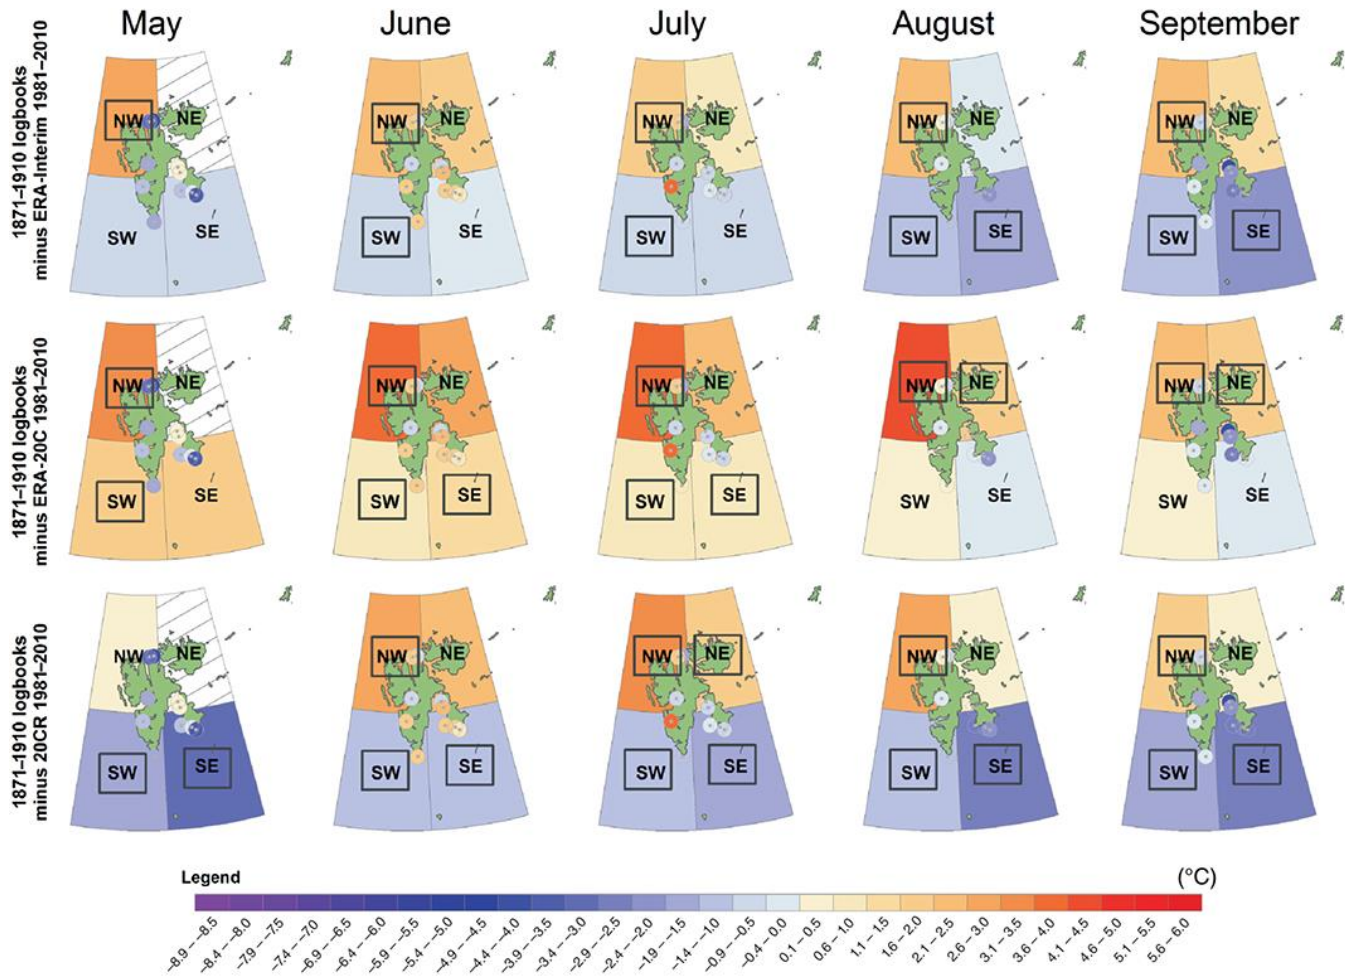 May June July August September
1871–1910 logbooks
minus ERA-Interim 1981–2010
NW NE NW NE NW NE NW NE NW NE
SW SE SW SE SW SE SW SE SW SE
1871–1910 logbooks
minus ERA-20C 1981–2010
NW NE NW NE NW NE NW NE NW NE
SW SE SW SE SW SE SW SE SW SE
1871–1910 logbooks
minus 20CR 1981–2010
NW NE NW NE NW NE NW NE NW NE
SW SE SW SE SW SE SW SE SW SE
Legend (°C)
−8.9 – −8.5
−8.4 – −8.0
−7.9 – −7.5
−7.4 – −7.0
−6.9 – −6.5
−6.4 – −6.0
−5.9 – −5.5
−5.4 – −5.0
−4.9 – −4.5
−4.4 – −4.0
−3.9 – −3.5
−3.4 – −3.0
−2.9 – −2.5
−2.4 – −2.0
−1.9 – −1.5
−1.4 – −1.0
−0.9 – −0.5
−0.4 – 0.0
0.1 – 0.5
0.6 – 1.0
1.1 – 1.5
1.6 – 2.0
2.1 – 2.5
2.6 – 3.0
3.1 – 3.5
3.6 – 4.0
4.1 – 4.5
4.6 – 5.0
5.1 – 5.5
5.6 – 6.0